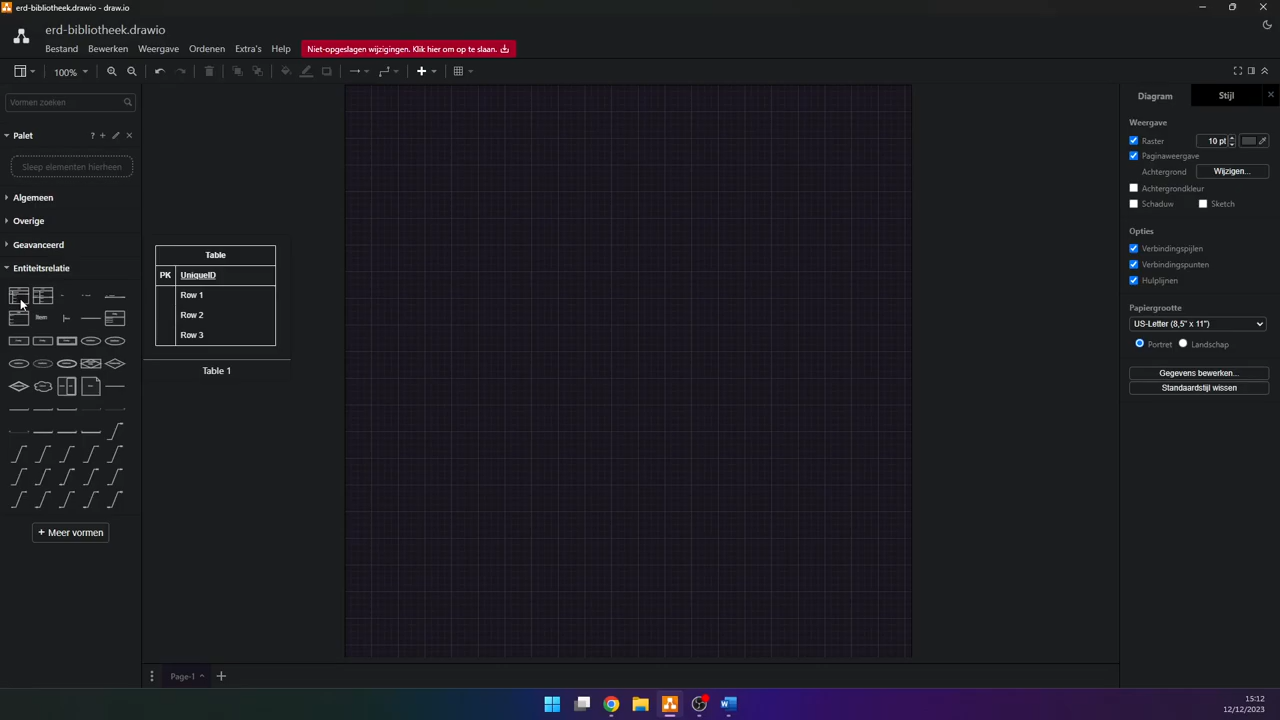 erd-bibliotheek.drawio - draw.io
erd-bibliotheek.drawio
Bestand Bewerken Weergave Ordenen Extra's Help Niet-opgeslagen wijzigingen. Klik hier om op te slaan.
100%
Vormen zoeken
Diagram Stijl
Palet ?
Weergave
Raster 10 pt
Paginaweergave
Sleep elementen hierheen
Achtergrond Wijzigen...
Achtergrondkleur
Algemeen
Schaduw Sketch
Overige
Opties
Geavanceerd
Verbindingspijlen
Table
Verbindingspunten
Entiteitsrelatie
PK UniqueID
Hulplijnen
Row 1
Papiergrootte
Row 2
US-Letter (8,5" x 11")
Row 3
Portret Landschap
Table 1
Gegevens bewerken...
Standaardstijl wissen
+ Meer vormen
Page-1
15:12
12/12/2023